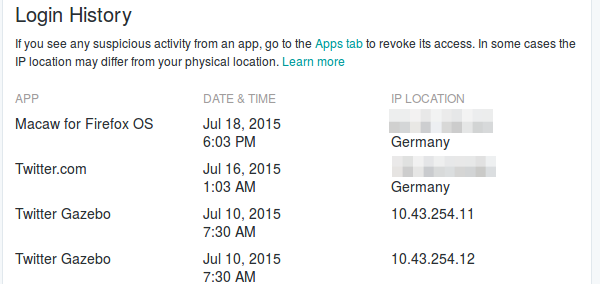 Login History
If you see any suspicious activity from an app, go to the Apps tab to revoke its access. In some cases the
IP location may differ from your physical location. Learn more
APP DATE & TIME IP LOCATION
Macaw for Firefox OS Jul 18, 2015
6:03 PM Germany
Twitter.com Jul 16, 2015
1:03 AM Germany
Twitter Gazebo Jul 10, 2015 10.43.254.11
7:30 AM
Twitter Gazebo Jul 10, 2015 10.43.254.12
7:30 AM